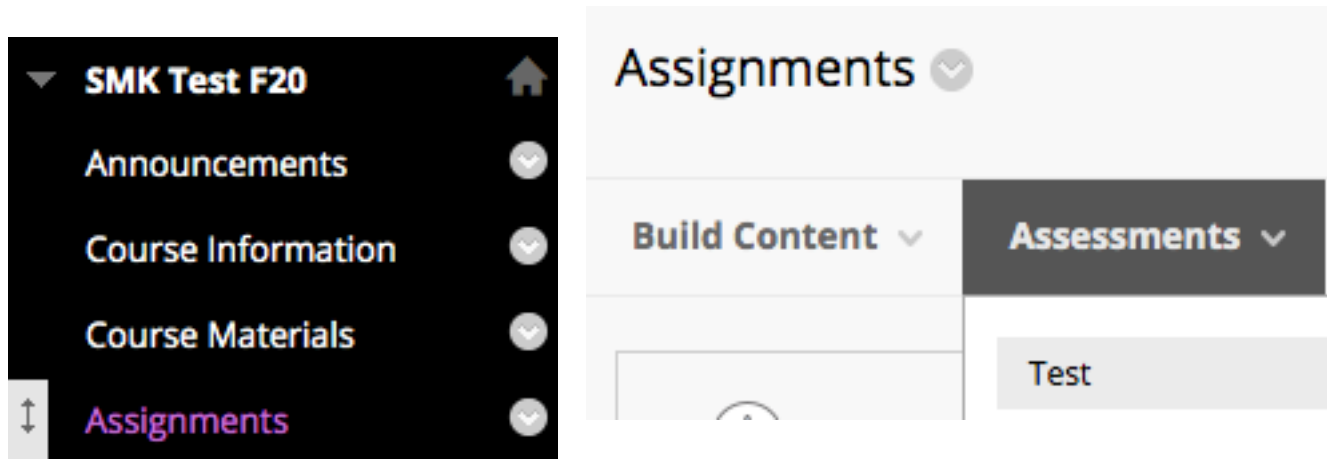 SMK Test F20
Announcements
Course Information
Course Materials
Assignments
Assignments
Build Content
Assessments
Test